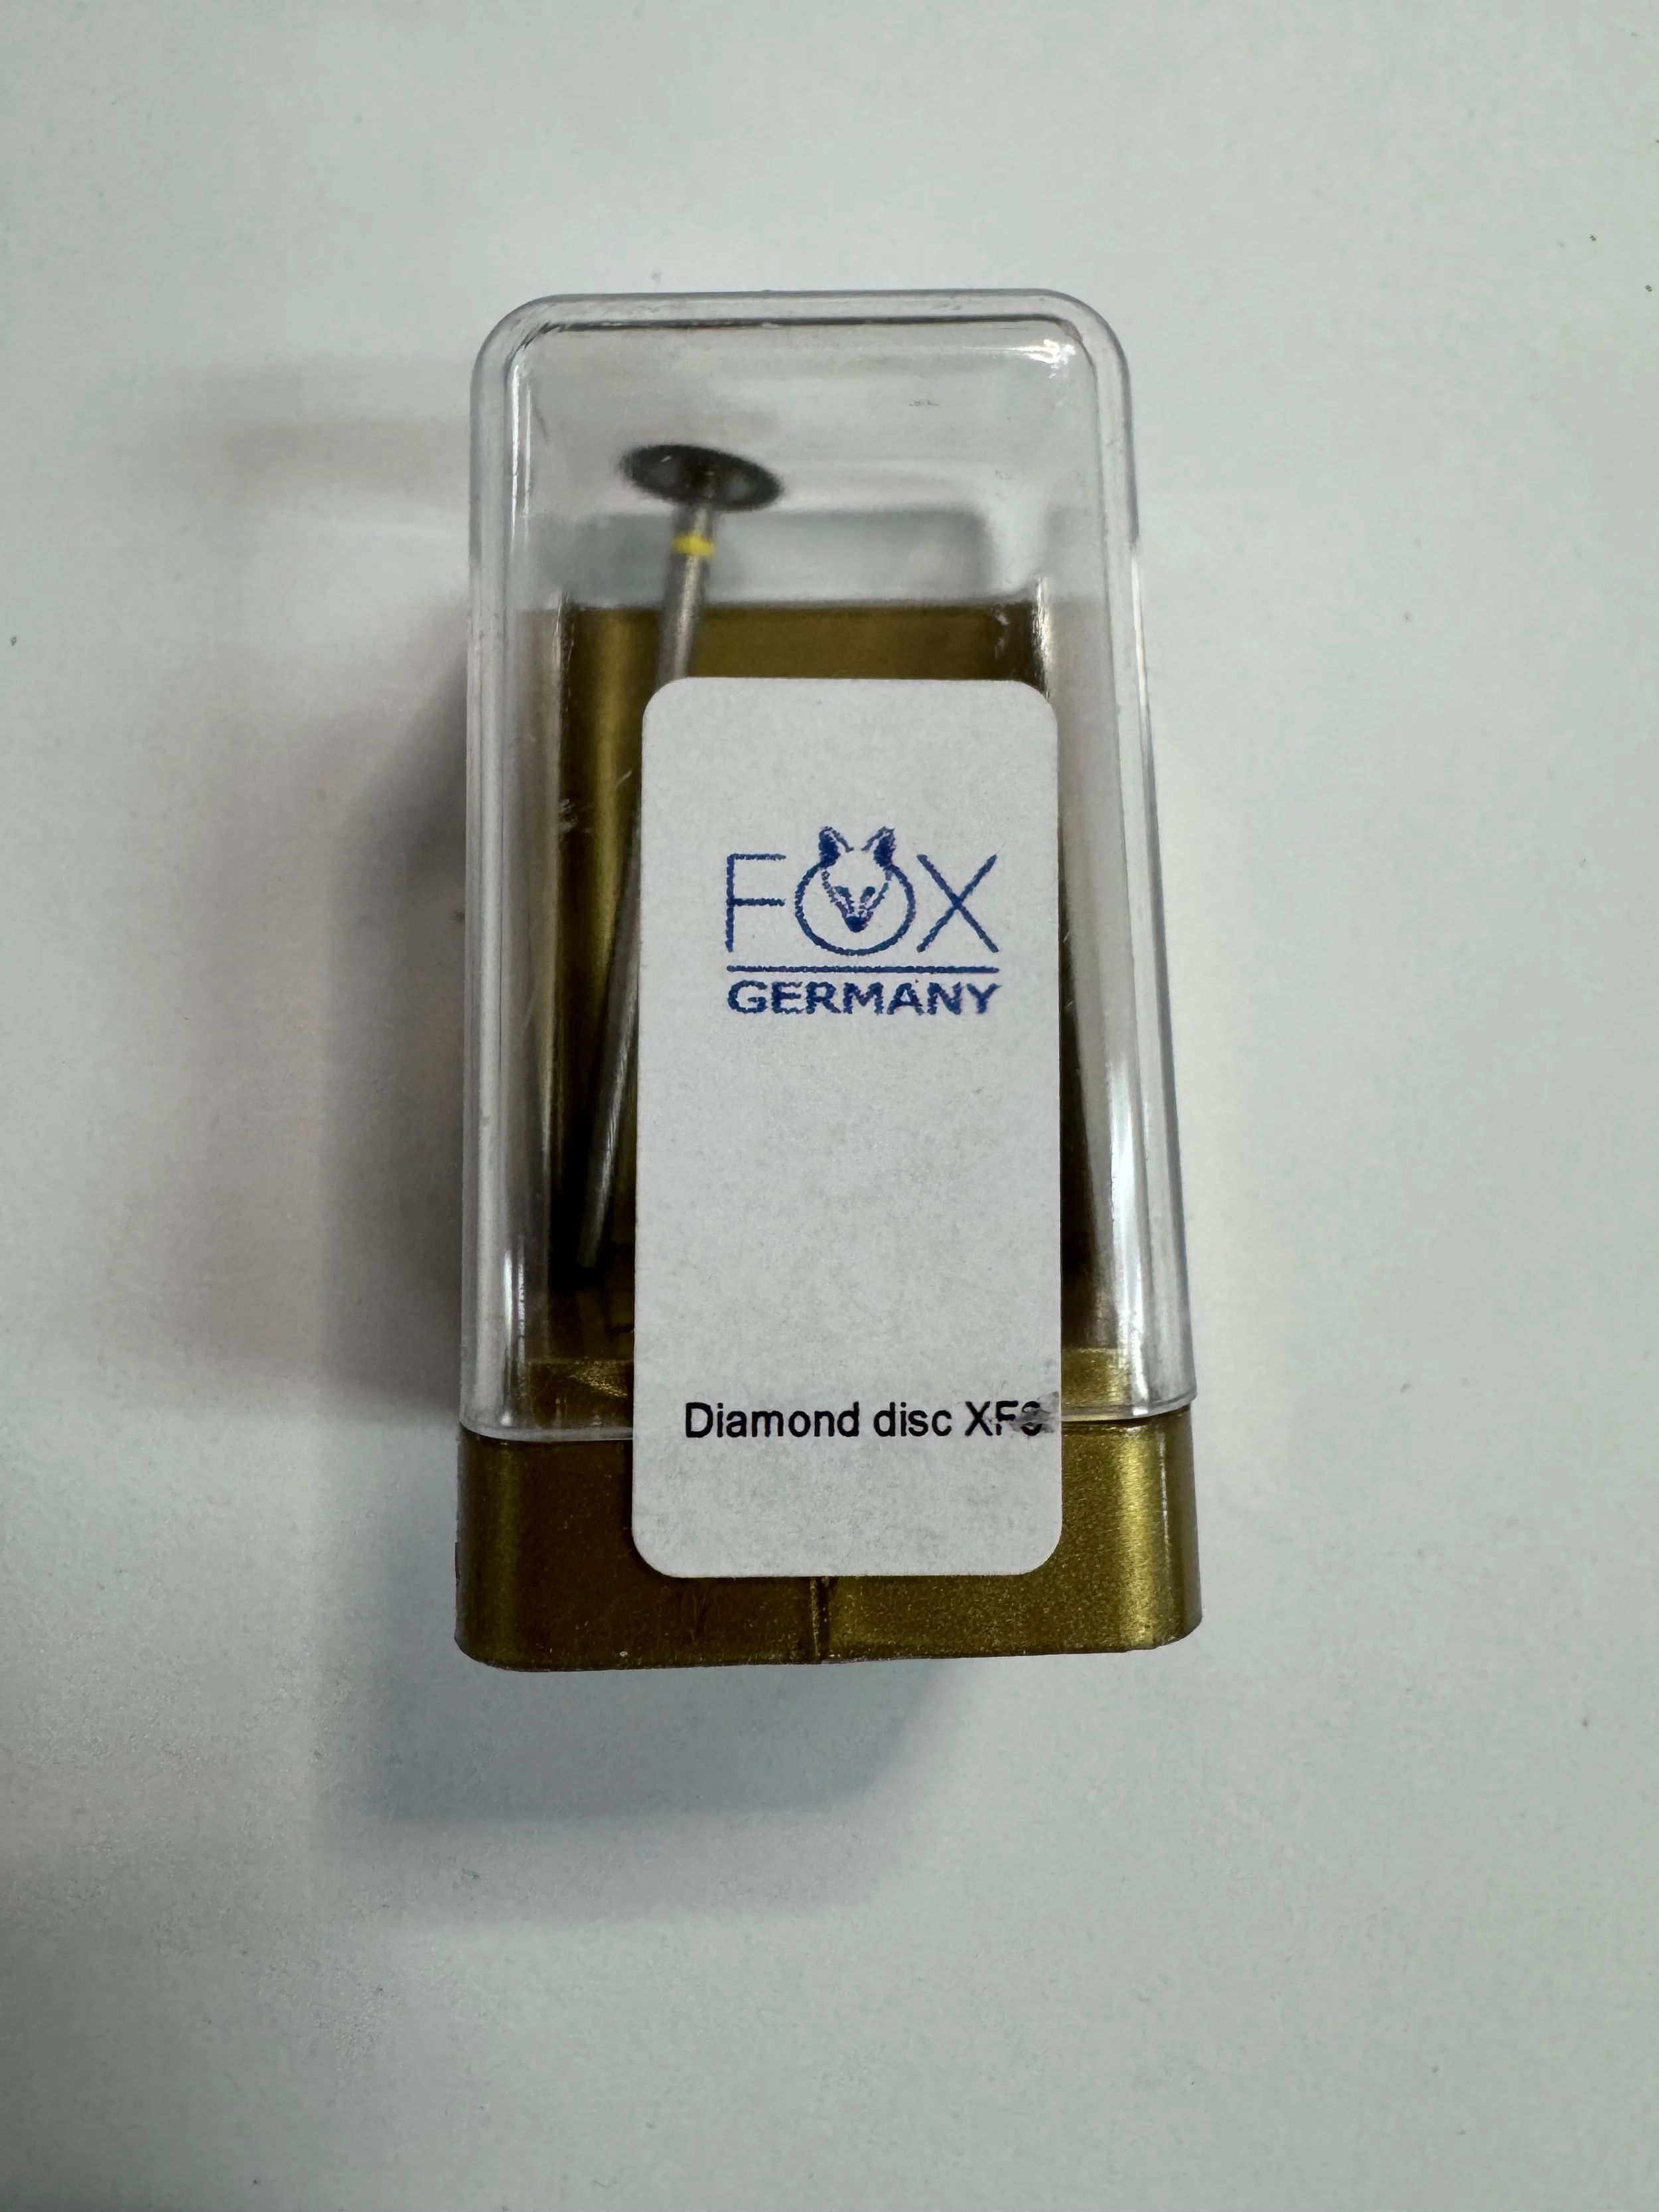 FOX
GERMANY
Diamond disc